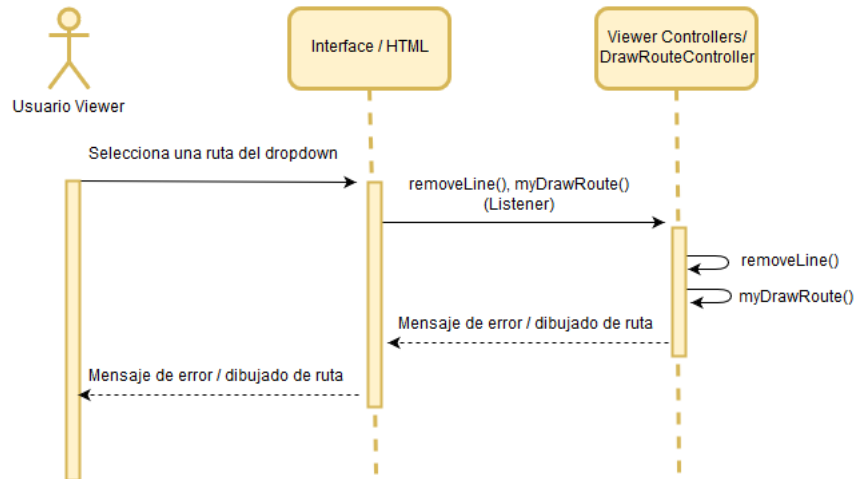 Interface / HTML
Viewer Controllers/
DrawRouteController
Usuario Viewer
Selecciona una ruta del dropdown
removeLine(), myDrawRoute()
(Listener)
removeLine()
myDrawRoute()
Mensaje de error / dibujado de ruta
Mensaje de error / dibujado de ruta